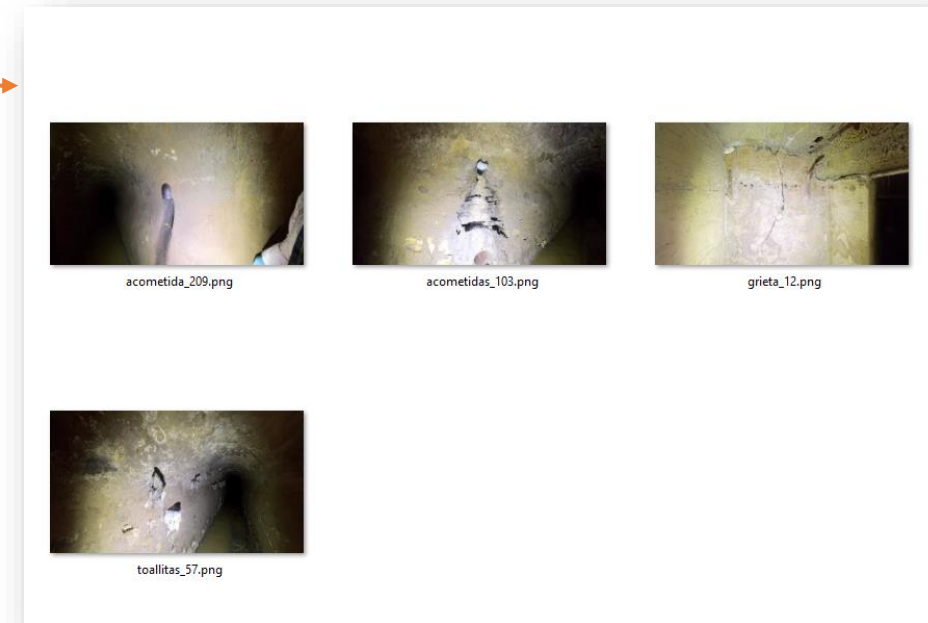 acometida_209.png
acometidas_103.png
grieta_12.png
toallitas_57.png